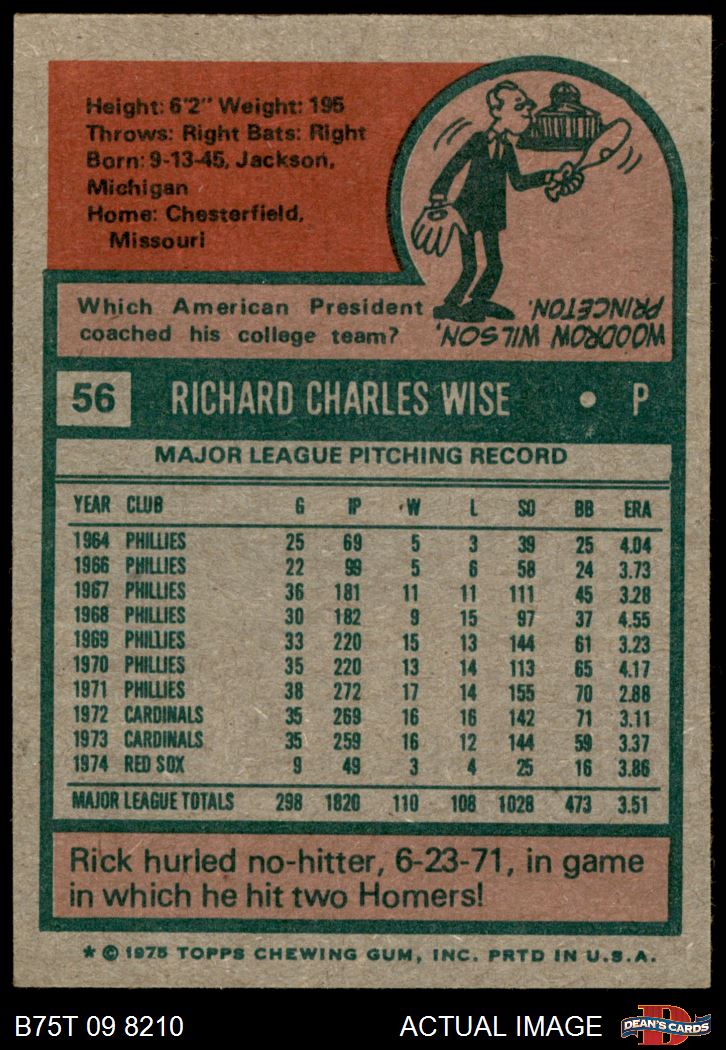 Height: 6'2" Weight: 195
Throws: Right Bats: Right
Born: 9-13-45, Jackson,
Michigan
Home: Chesterfield,
Missouri
Which American President
coached his college team?
WOODROW WILSON,
PRINCETON.
56 RICHARD CHARLES WISE • P
MAJOR LEAGUE PITCHING RECORD
YEAR CLUB G IP W L SO BB ERA
1964 PHILLIES 25 69 5 3 39 25 4.04
1966 PHILLIES 22 99 5 6 58 24 3.73
1967 PHILLIES 36 181 11 11 111 45 3.28
1968 PHILLIES 30 182 9 15 97 37 4.55
1969 PHILLIES 33 220 15 13 144 61 3.23
1970 PHILLIES 35 220 13 14 113 65 4.17
1971 PHILLIES 38 272 17 14 155 70 2.88
1972 CARDINALS 35 269 16 16 142 71 3.11
1973 CARDINALS 35 259 16 12 144 59 3.37
1974 RED SOX 9 49 3 4 25 16 3.86
MAJOR LEAGUE TOTALS 298 1820 110 108 1028 473 3.51
Rick hurled no-hitter, 6-23-71, in game
in which he hit two Homers!
* © 1975 TOPPS CHEWING GUM, INC. PRTD IN U.S.A.
B75T 09 8210 ACTUAL IMAGE D DEAN'S CARDS